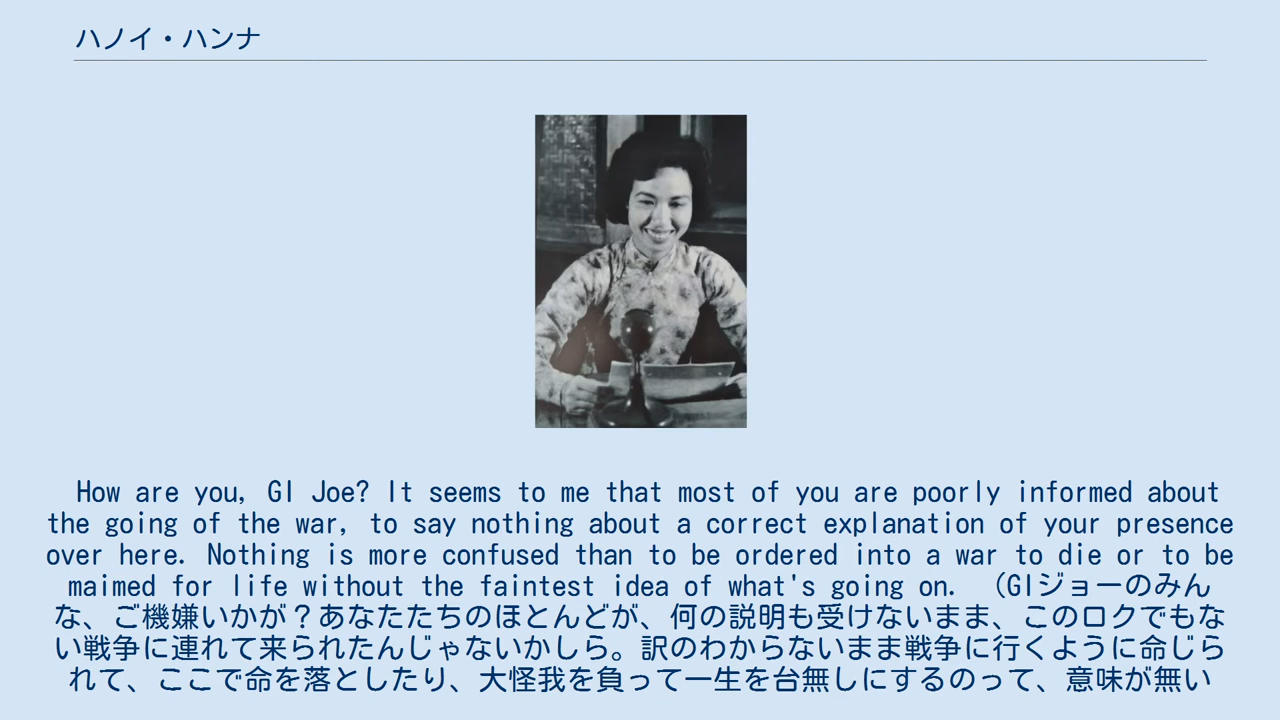 ハノイ・ハンナ
How are you, GI Joe? It seems to me that most of you are poorly informed about
the going of the war, to say nothing about a correct explanation of your presence
over here. Nothing is more confused than to be ordered into a war to die or to be
maimed for life without the faintest idea of what's going on. （GIジョーのみん
な、ご機嫌いかが？あなたたちのほとんどが、何の説明も受けないまま、このロクでもな
い戦争に連れて来られたんじゃないかしら。訳のわからないまま戦争に行くように命じら
れて、ここで命を落としたり、大怪我を負って一生を台無しにするのって、意味が無い